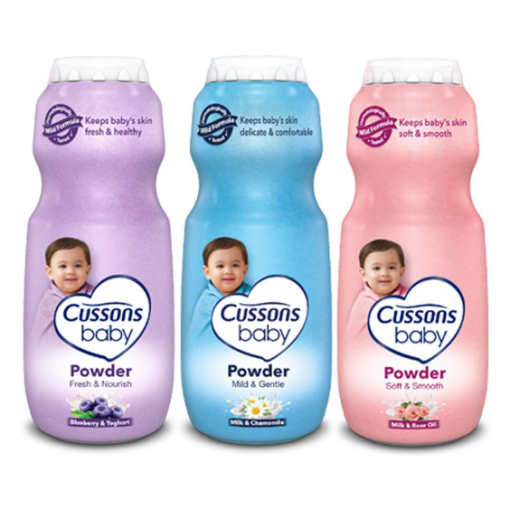 Mild Formula
Keeps baby's skin
fresh & healthy
Cussons
baby
Powder
Fresh & Nourish
Blueberry & Yoghurt
Mild Formula
Keeps baby's skin
delicate & comfortable
Cussons
baby
Powder
Mild & Gentle
Milk & Chamomile
Mild Formula
Keeps baby's skin
soft & smooth
Cussons
baby
Powder
Soft & Smooth
Milk & Rose Oil